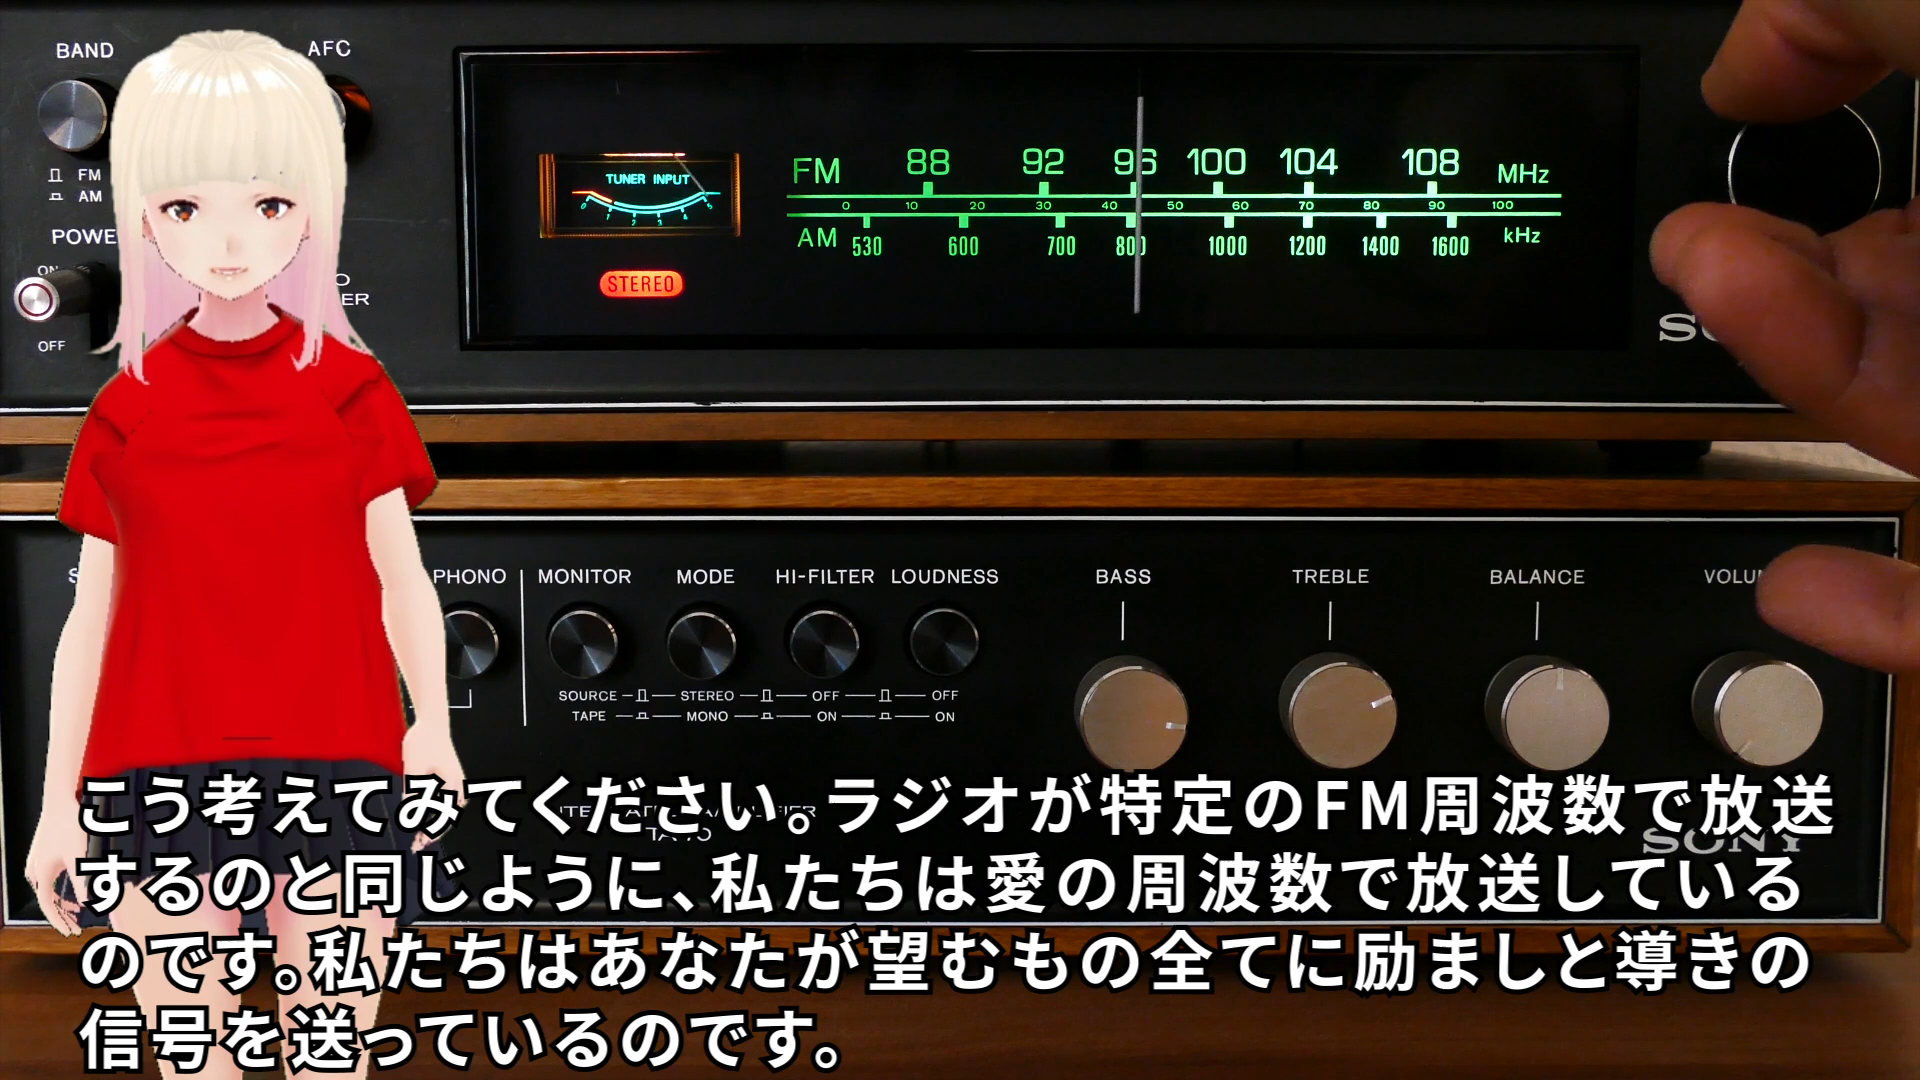 BAND
AFC
FM
AM
ON
OFF
TUNER INPUT
0 1 2 3 4 5
STEREO
FM 88 92 96 100 104 108 MHz
0 10 20 30 40 50 60 70 80 90 100
AM 530 600 700 800 1000 1200 1400 1600 kHz
PHONO
MONITOR
MODE
HI-FILTER
LOUDNESS
BASS
TREBLE
BALANCE
SOURCE STEREO OFF OFF
TAPE MONO ON ON
SONY
こう考えてみてください。ラジオが特定のFM周波数で放送
するのと同じように、私たちは愛の周波数で放送している
のです。私たちはあなたが望むもの全てに励ましと導きの
信号を送っているのです。